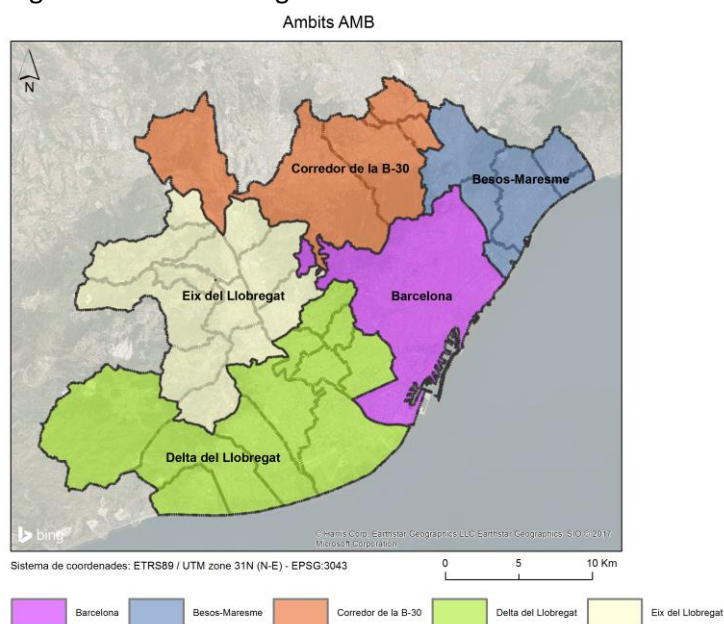 Ambits AMB
N
Corredor de la B-30
Besos-Maresme
Eix del Llobregat
Barcelona
Delta del Llobregat
bing
© Harris Corp, Earthstar Geographics LLC Earthstar Geographics SIO © 2017
Microsoft Corporation
Sistema de coordenades: ETRS89 / UTM zone 31N (N-E) - EPSG:3043
0 5 10 Km
Barcelona Besos-Maresme Corredor de la B-30 Delta del Llobregat Eix del Llobregat